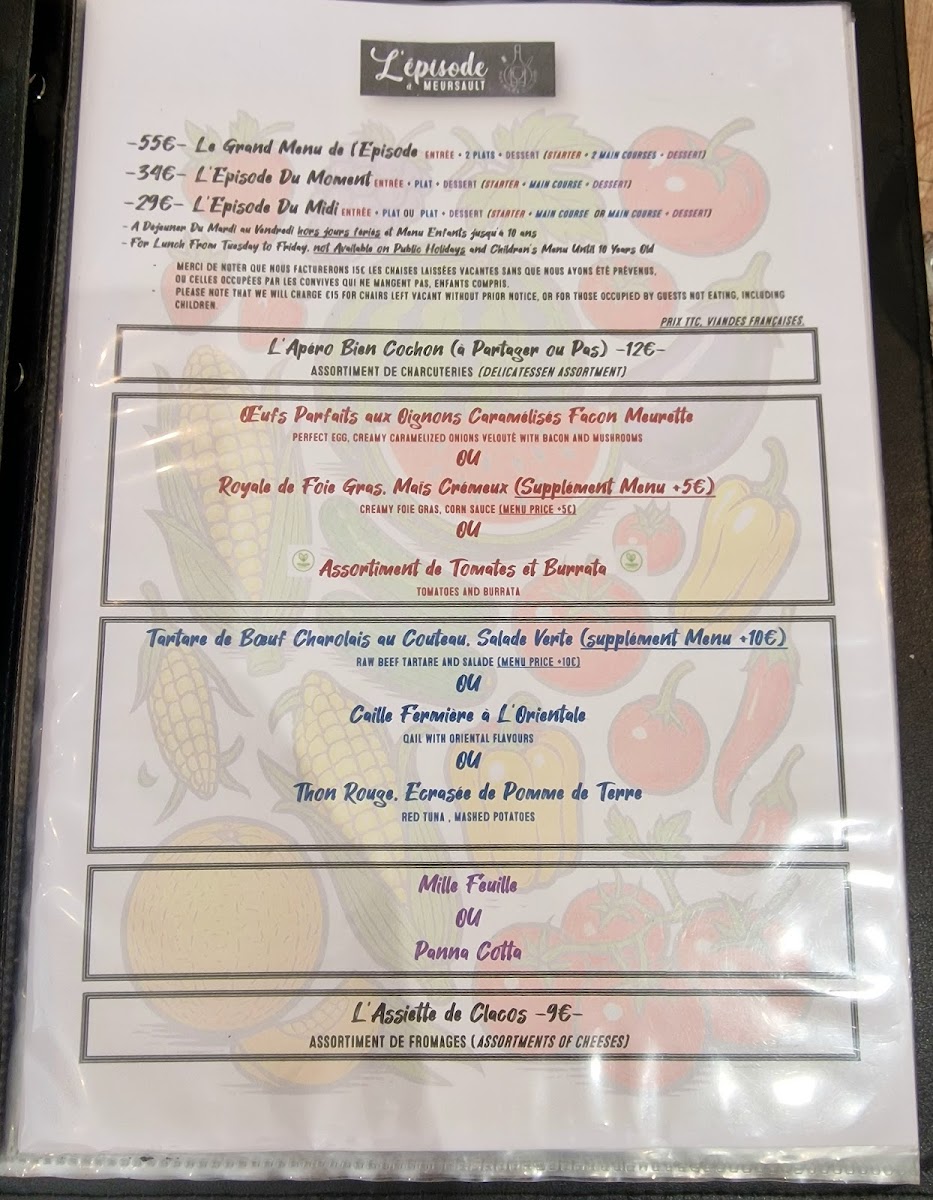 L'épisode
à MEURSAULT
-55€- Le Grand Menu de l'Episode ENTRÉE + 2 PLATS + DESSERT (STARTER + 2 MAIN COURSES + DESSERT)
-34€- L'Episode Du Moment ENTRÉE + PLAT + DESSERT (STARTER + MAIN COURSE + DESSERT)
-29€- L'Episode Du Midi ENTRÉE + PLAT OU PLAT + DESSERT (STARTER + MAIN COURSE OR MAIN COURSE + DESSERT)
- A Dejeuner Du Mardi au Vendredi hors jours feries et Menu Enfants jusqu'a 10 ans
- For Lunch From Tuesday to Friday, not Available on Public Holidays and Children's Menu Until 10 Years Old
- MERCI DE NOTER QUE NOUS FACTURERONS 15€ LES CHAISES LAISSÉES VACANTES SANS QUE NOUS AYONS ÉTÉ PRÉVENUS,
OU CELLES OCCUPÉES PAR LES CONVIVES QUI NE MANGENT PAS, ENFANTS COMPRIS.
- PLEASE NOTE THAT WE WILL CHARGE €15 FOR CHAIRS LEFT VACANT WITHOUT PRIOR NOTICE, OR FOR THOSE OCCUPIED BY GUESTS NOT EATING, INCLUDING
CHILDREN.
PRIX TTC, VIANDES FRANÇAISES.
L'Apéro Bien Cochon (à Partager ou Pas) -12€-
ASSORTIMENT DE CHARCUTERIES (DELICATESSEN ASSORTMENT)
Œufs Parfaits aux Oignons Caramélisés Facon Meurette
PERFECT EGG, CREAMY CARAMELIZED ONIONS VELOUTÉ WITH BACON AND MUSHROOMS
OU
Royale de Foie Gras, Mais Crémeux (Supplément Menu +5€)
CREAMY FOIE GRAS, CORN SAUCE (MENU PRICE +5€)
OU
Assortiment de Tomates et Burrata
TOMATOES AND BURRATA
Tartare de Bœuf Charolais au Couteau, Salade Verte (supplément Menu +10€)
RAW BEEF TARTARE AND SALADE (MENU PRICE +10€)
OU
Caille Fermière à L'Orientale
QAIL WITH ORIENTAL FLAVOURS
OU
Thon Rouge, Ecrasée de Pomme de Terre
RED TUNA , MASHED POTATOES
Mille Feuille
OU
Panna Cotta
L'Assiette de Clacos -9€-
ASSORTIMENT DE FROMAGES (ASSORTMENTS OF CHEESES)